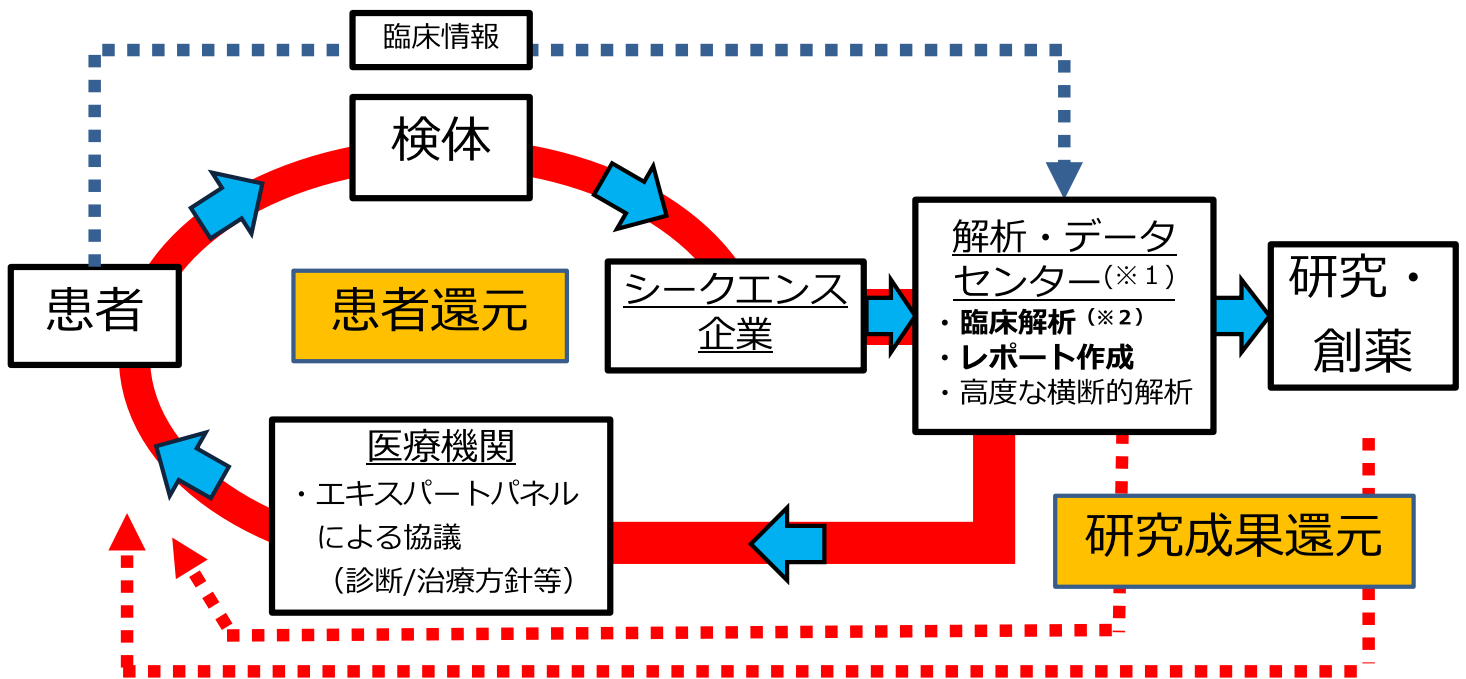 臨床情報
検体
患者
患者還元
シークエンス
企業
解析・データ
センター(※1)
・臨床解析(※2)
・レポート作成
・高度な横断的解析
研究・
創薬
医療機関
・エキスパートパネル
による協議
（診断/治療方針等）
研究成果還元